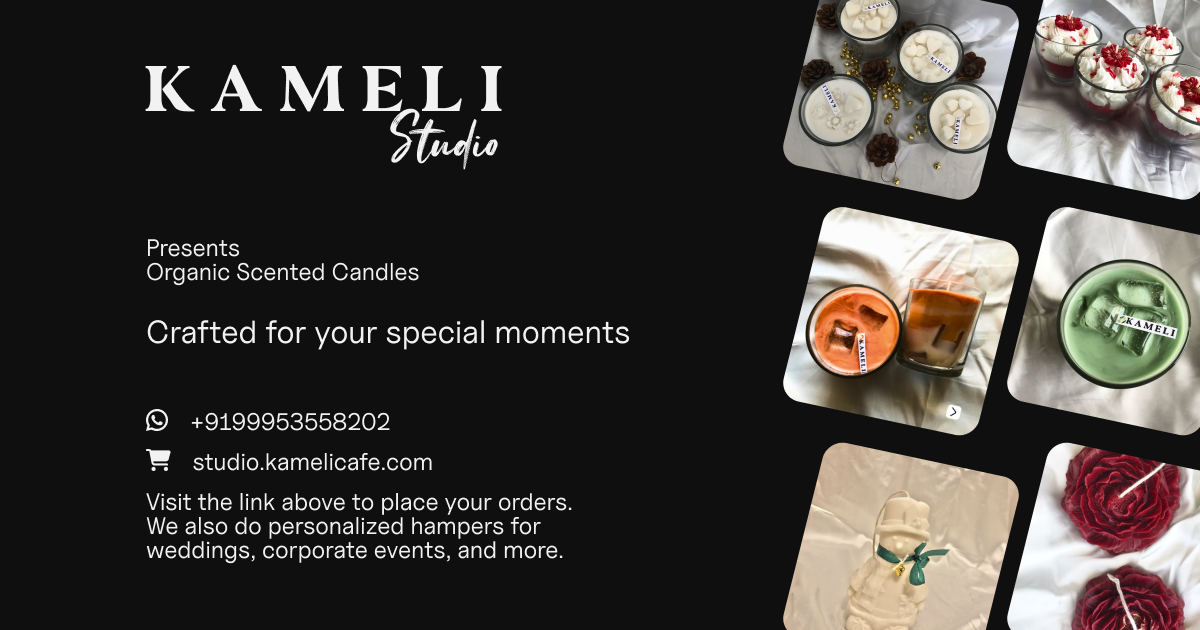 KAMELI
Studio
Presents
Organic Scented Candles
Crafted for your special moments
+9199953558202
studio.kamelicafe.com
Visit the link above to place your orders.
We also do personalized hampers for
weddings, corporate events, and more.
KAMELI
KAMELI
KAMELI
KAMELI
KAMELI
KAMELI